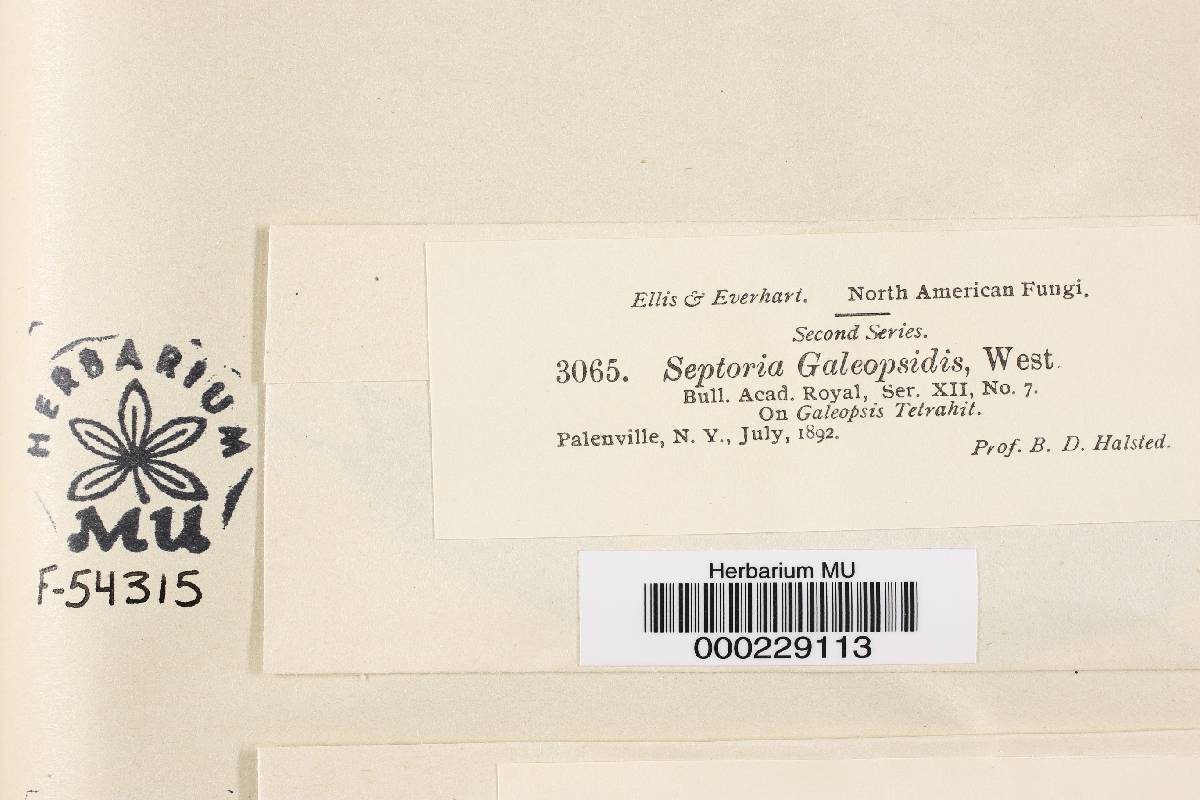 Ellis & Everhart. North American Fungi.
Second Series.
3065. Septoria Galeopsidis, West.
Bull. Acad. Royal, Ser. XII, No. 7.
On Galeopsis Tetrahit.
Palenville, N. Y., July, 1892.
Prof. B. D. Halsted.
HERBARIUM
MU
F-54315
Herbarium MU
000229113